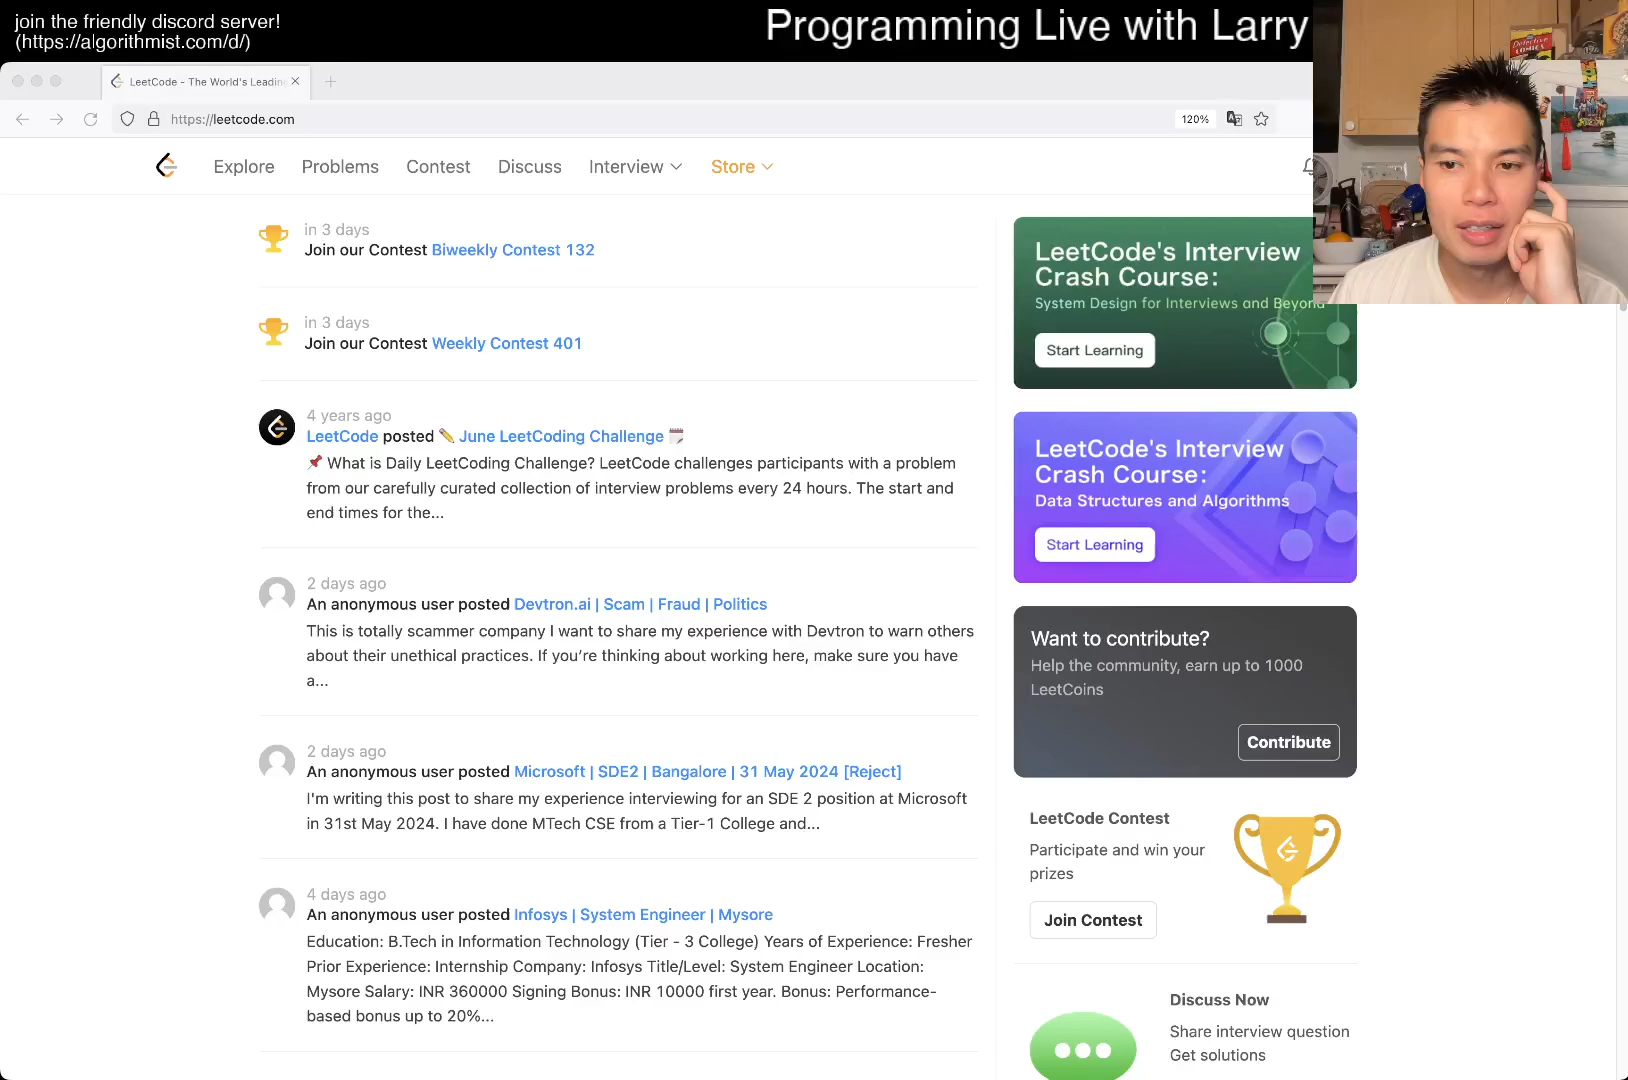 join the friendly discord server!
(https://algorithmist.com/d/)
Programming Live with Larry
LeetCode - The World's Leadin
https://leetcode.com
120%
Explore
Problems
Contest
Discuss
Interview
Store
in 3 days
Join our Contest Biweekly Contest 132
in 3 days
Join our Contest Weekly Contest 401
4 years ago
LeetCode posted ✏️ June LeetCoding Challenge 🗓️
📌 What is Daily LeetCoding Challenge? LeetCode challenges participants with a problem
from our carefully curated collection of interview problems every 24 hours. The start and
end times for the...
2 days ago
An anonymous user posted Devtron.ai | Scam | Fraud | Politics
This is totally scammer company I want to share my experience with Devtron to warn others
about their unethical practices. If you’re thinking about working here, make sure you have
a...
2 days ago
An anonymous user posted Microsoft | SDE2 | Bangalore | 31 May 2024 [Reject]
I'm writing this post to share my experience interviewing for an SDE 2 position at Microsoft
in 31st May 2024. I have done MTech CSE from a Tier-1 College and...
4 days ago
An anonymous user posted Infosys | System Engineer | Mysore
Education: B.Tech in Information Technology (Tier - 3 College) Years of Experience: Fresher
Prior Experience: Internship Company: Infosys Title/Level: System Engineer Location:
Mysore Salary: INR 360000 Signing Bonus: INR 10000 first year. Bonus: Performance-
based bonus up to 20%...
LeetCode's Interview
Crash Course:
System Design for Interviews and Beyond
Start Learning
LeetCode's Interview
Crash Course:
Data Structures and Algorithms
Start Learning
Want to contribute?
Help the community, earn up to 1000
LeetCoins
Contribute
LeetCode Contest
Participate and win your
prizes
Join Contest
Discuss Now
Share interview question
Get solutions
Detective
COMICS